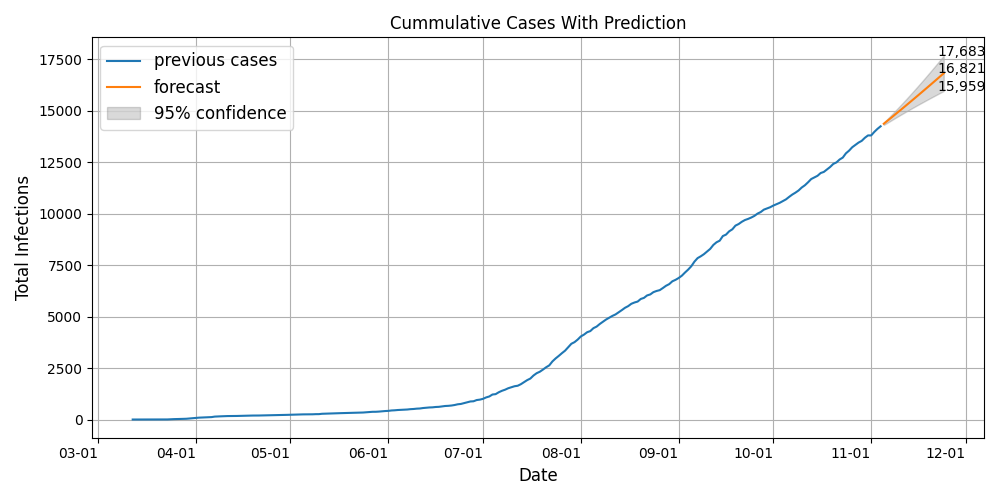 Cummulative Cases With Prediction
previous cases
forecast
95% confidence
17,683
16,821
15,959
17500
15000
12500
10000
7500
5000
2500
0
Total Infections
03-01 04-01 05-01 06-01 07-01 08-01 09-01 10-01 11-01 12-01
Date